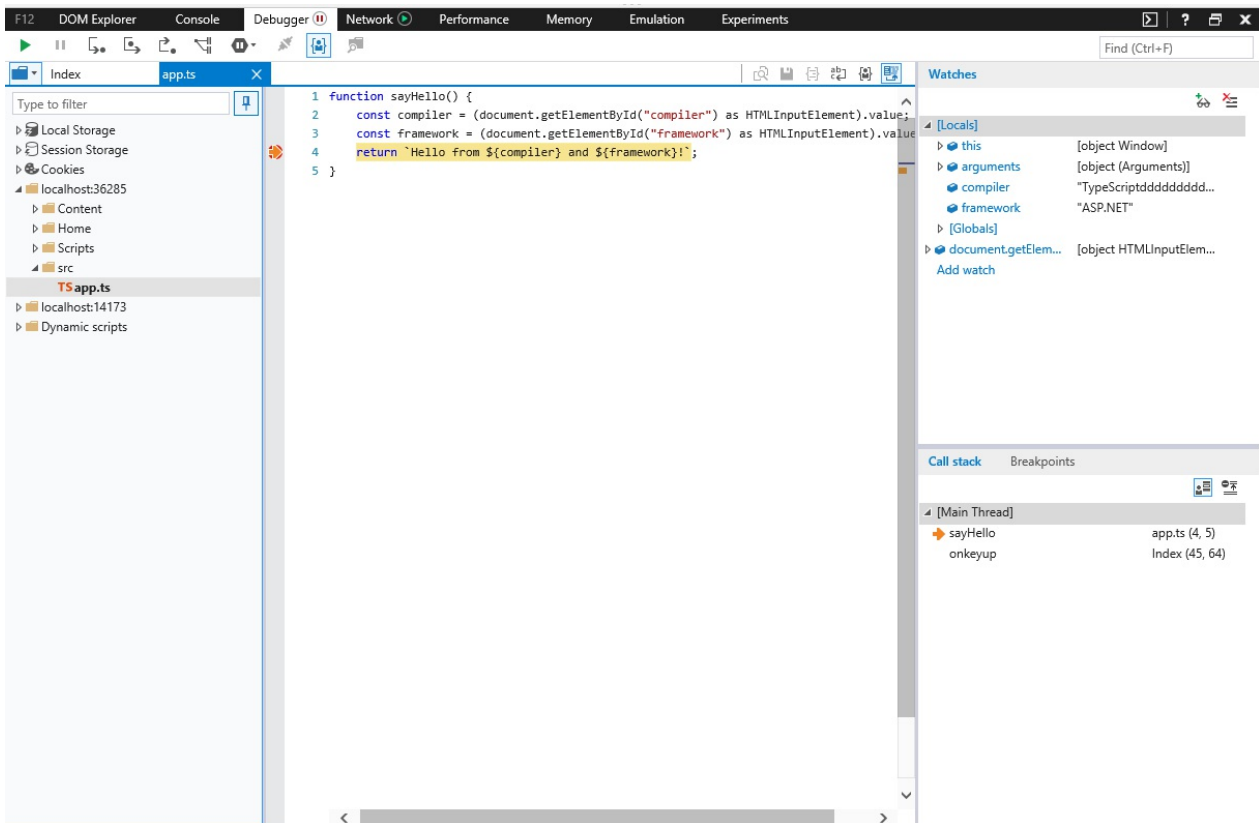 F12 DOM Explorer Console Debugger Network Performance Memory Emulation Experiments ?
Find (Ctrl+F)
Index app.ts
Type to filter
Local Storage
Session Storage
Cookies
localhost:36285
Content
Home
Scripts
src
TS app.ts
localhost:14173
Dynamic scripts
1 function sayHello() {
2 const compiler = (document.getElementById("compiler") as HTMLInputElement).value;
3 const framework = (document.getElementById("framework") as HTMLInputElement).value
4 return `Hello from ${compiler} and ${framework}!`;
5 }
Watches
[Locals]
this [object Window]
arguments [object (Arguments)]
compiler "TypeScriptddddddddd...
framework "ASP.NET"
[Globals]
document.getElem... [object HTMLInputElem...
Add watch
Call stack Breakpoints
[Main Thread]
sayHello app.ts (4, 5)
onkeyup Index (45, 64)